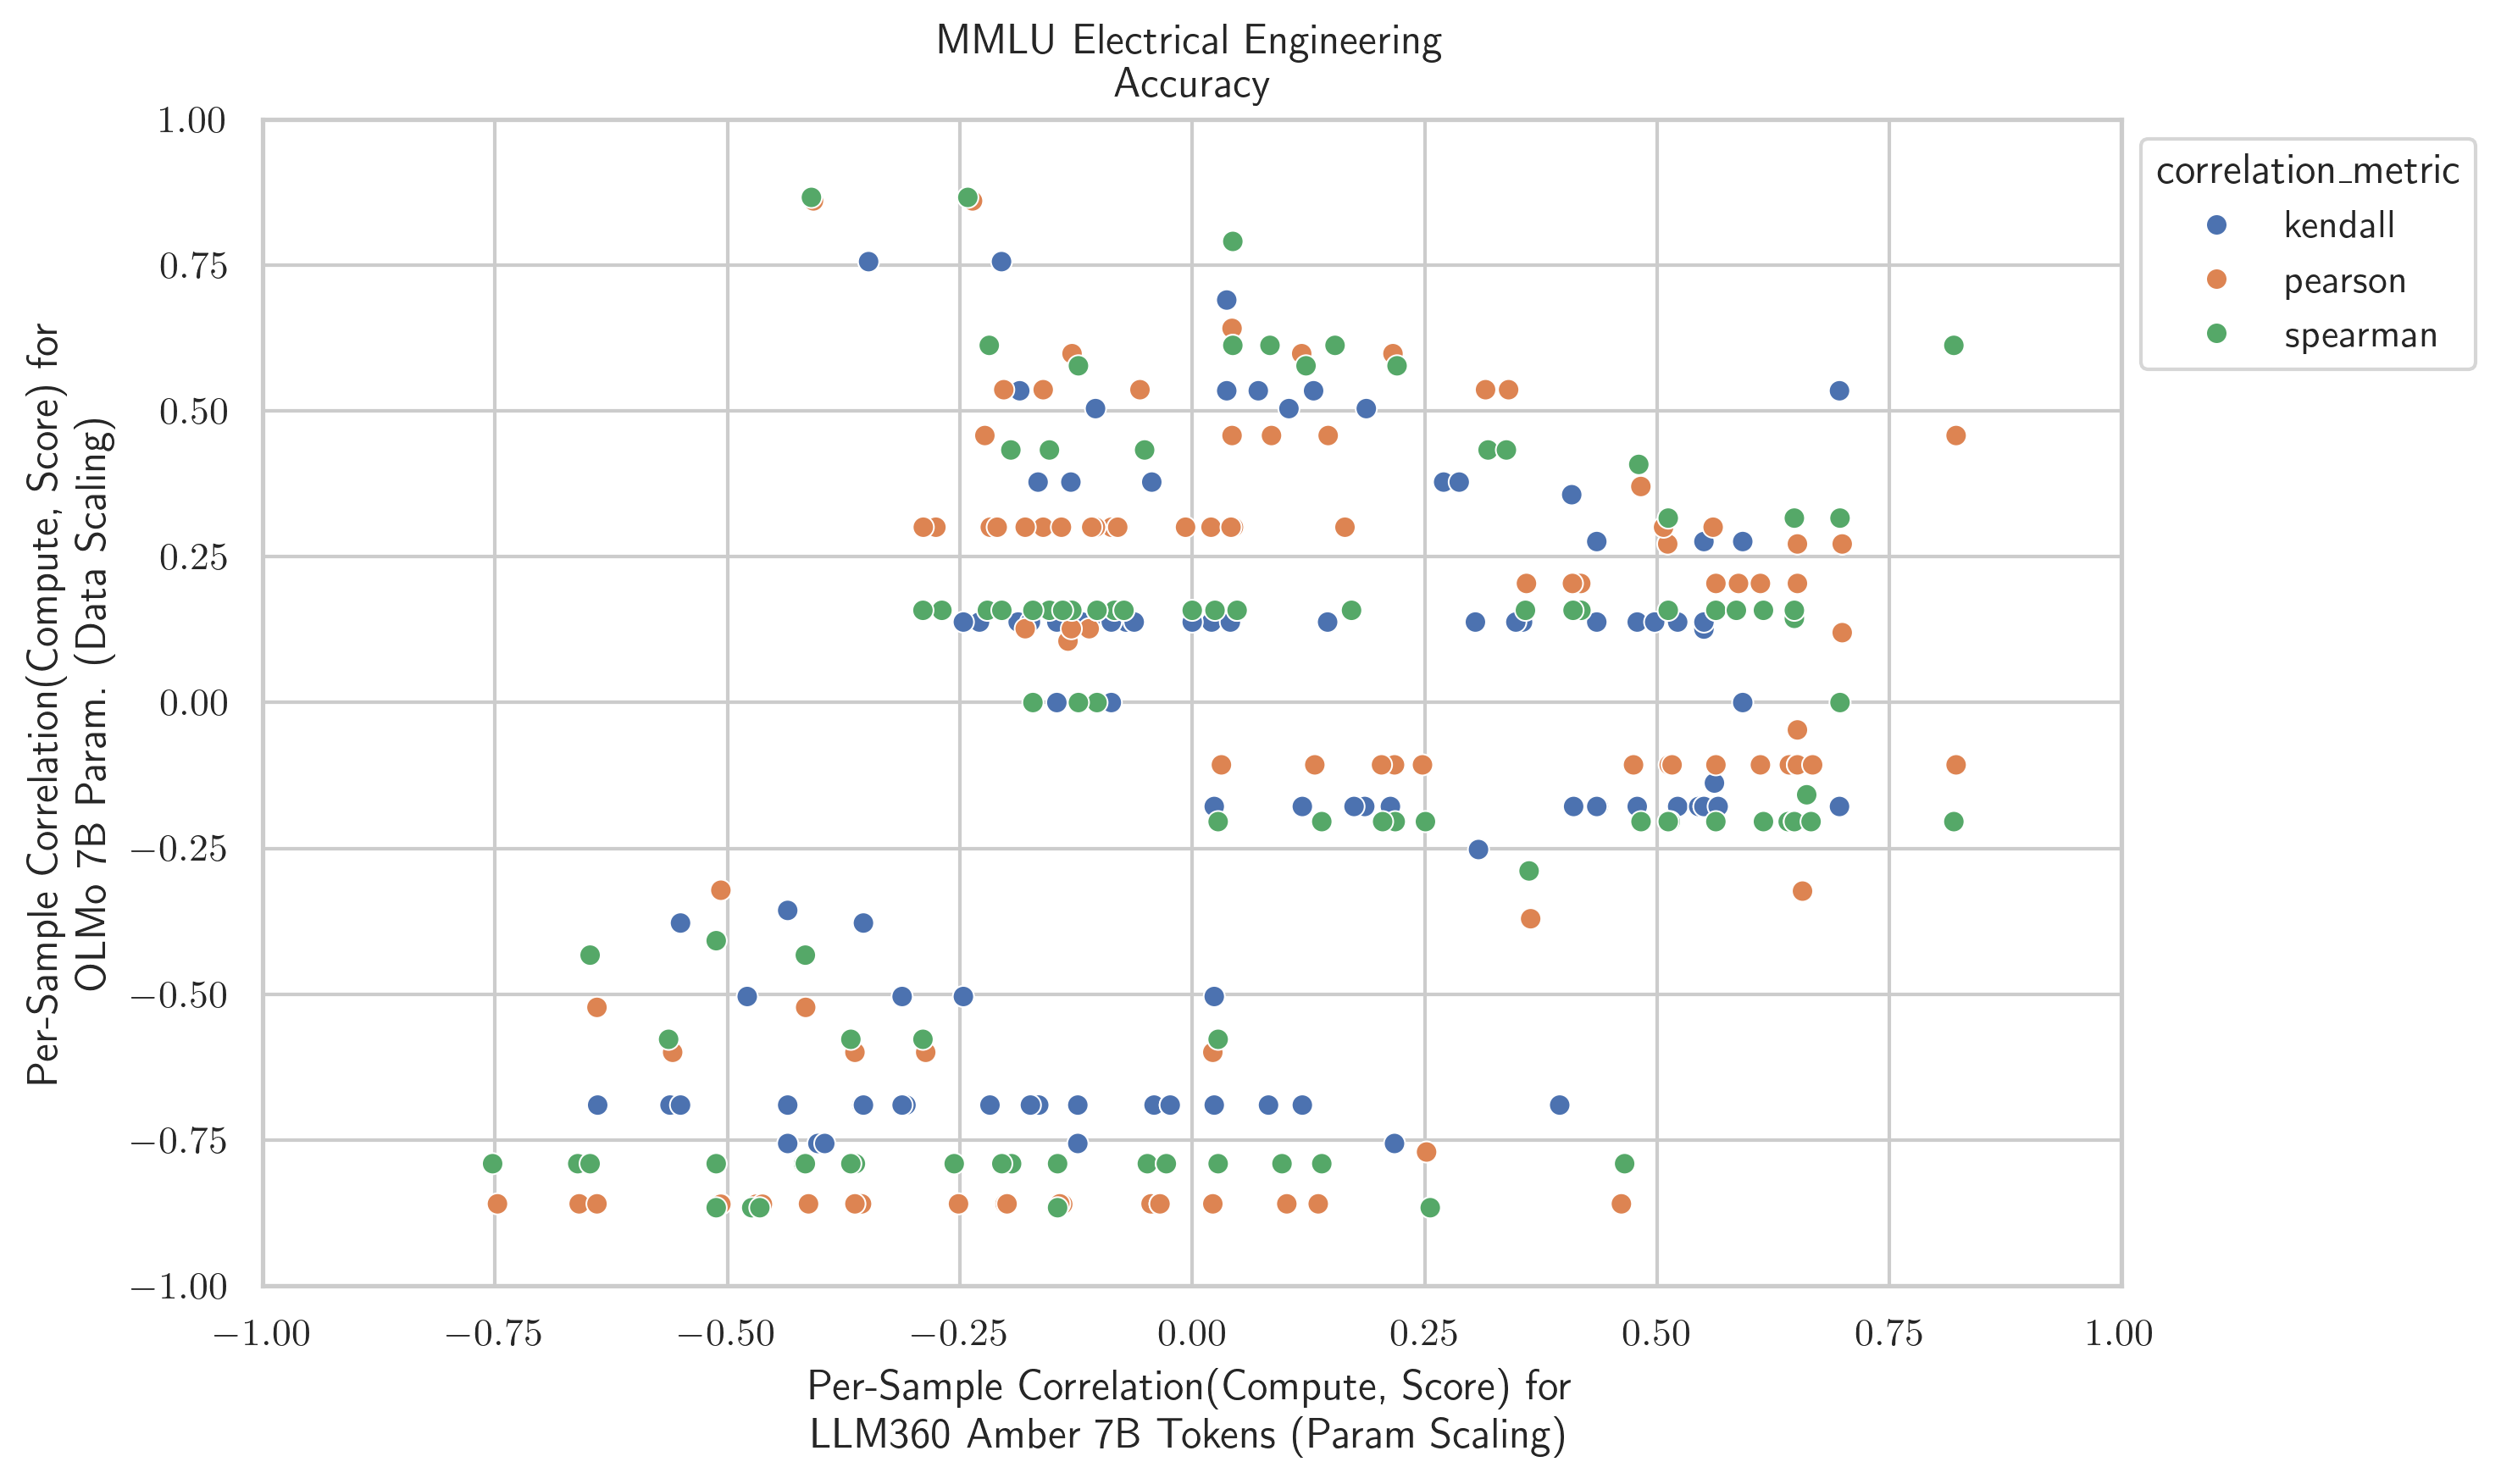 MMLU Electrical Engineering
Accuracy
Per-Sample Correlation(Compute, Score) for
OLMo 7B Param. (Data Scaling)
1.00
0.75
0.50
0.25
0.00
−0.25
−0.50
−0.75
−1.00
−1.00
−0.75
−0.50
−0.25
0.00
0.25
0.50
0.75
1.00
Per-Sample Correlation(Compute, Score) for
LLM360 Amber 7B Tokens (Param Scaling)
correlation_metric
kendall
pearson
spearman